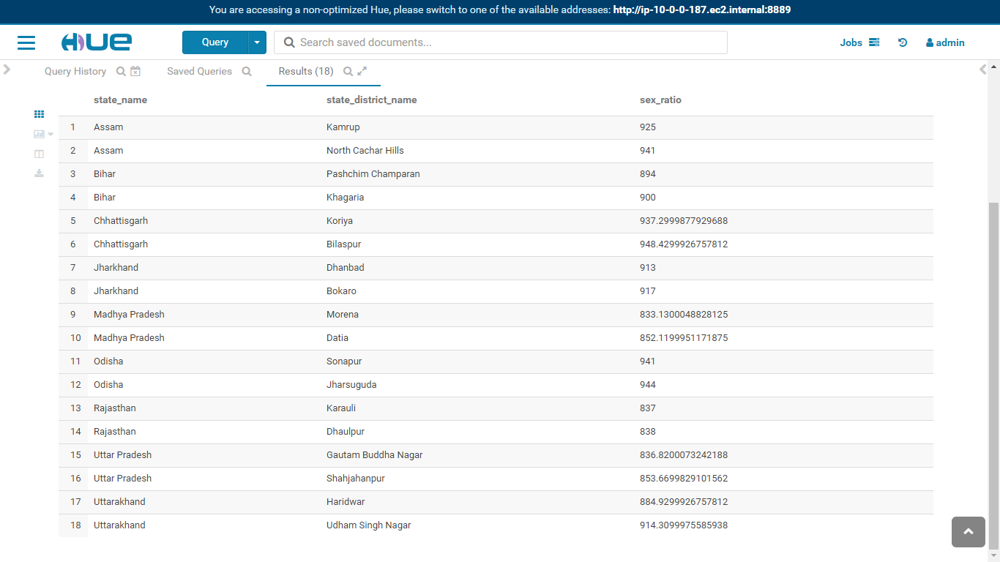 You are accessing a non-optimized Hue, please switch to one of the available addresses: http://ip-10-0-0-187.ec2.internal:8889
HUE Query Search saved documents... Jobs admin
Query History Saved Queries Results (18)
state_name state_district_name sex_ratio
1 Assam Kamrup 925
2 Assam North Cachar Hills 941
3 Bihar Pashchim Champaran 894
4 Bihar Khagaria 900
5 Chhattisgarh Koriya 937.2999877929688
6 Chhattisgarh Bilaspur 948.4299926757812
7 Jharkhand Dhanbad 913
8 Jharkhand Bokaro 917
9 Madhya Pradesh Morena 833.1300048828125
10 Madhya Pradesh Datia 852.1199951171875
11 Odisha Sonapur 941
12 Odisha Jharsuguda 944
13 Rajasthan Karauli 837
14 Rajasthan Dhaulpur 838
15 Uttar Pradesh Gautam Buddha Nagar 836.8200073242188
16 Uttar Pradesh Shahjahanpur 853.6699829101562
17 Uttarakhand Haridwar 884.9299926757812
18 Uttarakhand Udham Singh Nagar 914.3099975585938